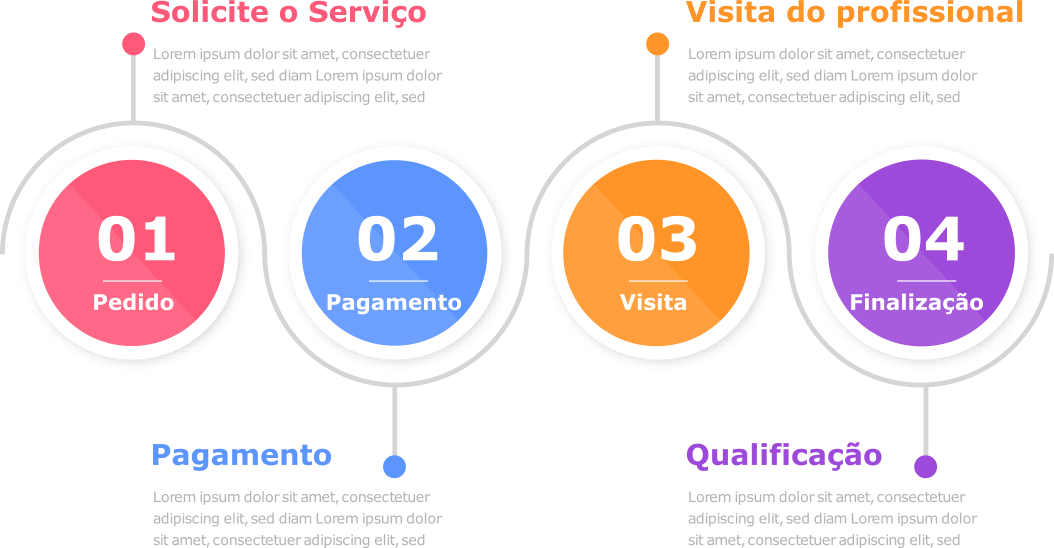 Solicite o Serviço
Lorem ipsum dolor sit amet, consectetuer
adipiscing elit, sed diam Lorem ipsum dolor
sit amet, consectetuer adipiscing elit, sed
Visita do profissional
Lorem ipsum dolor sit amet, consectetuer
adipiscing elit, sed diam Lorem ipsum dolor
sit amet, consectetuer adipiscing elit, sed
01
Pedido
02
Pagamento
03
Visita
04
Finalização
Pagamento
Lorem ipsum dolor sit amet, consectetuer
adipiscing elit, sed diam Lorem ipsum dolor
sit amet, consectetuer adipiscing elit, sed
Qualificação
Lorem ipsum dolor sit amet, consectetuer
adipiscing elit, sed diam Lorem ipsum dolor
sit amet, consectetuer adipiscing elit, sed